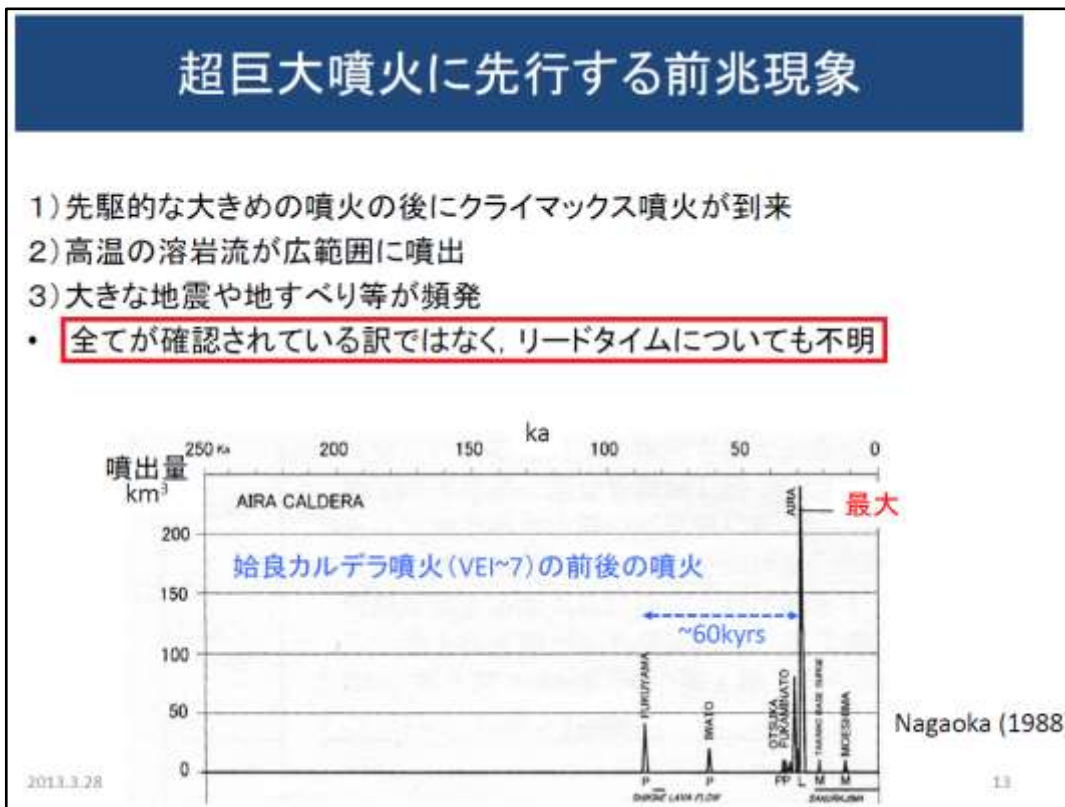 超巨大噴火に先行する前兆現象
1)先駆的な大きめの噴火の後にクライマックス噴火が到来
2)高温の溶岩流が広範囲に噴出
3)大きな地震や地すべり等が頻発
• 全てが確認されている訳ではなく,リードタイムについても不明
ka
250 Ka 200 150 100 50 0
噴出量
km³
AIRA CALDERA
AIRA
最大
200
姶良カルデラ噴火(VEI~7)の前後の噴火
150
~60kyrs
100
FUKUYAMA
IWATO
OTSUKA
FUKAMINATO
MOESHIMA
50
Nagaoka (1988)
0
P P PP L M M
LAVA FLOW
SAKURAJIMA
2013.3.28
13